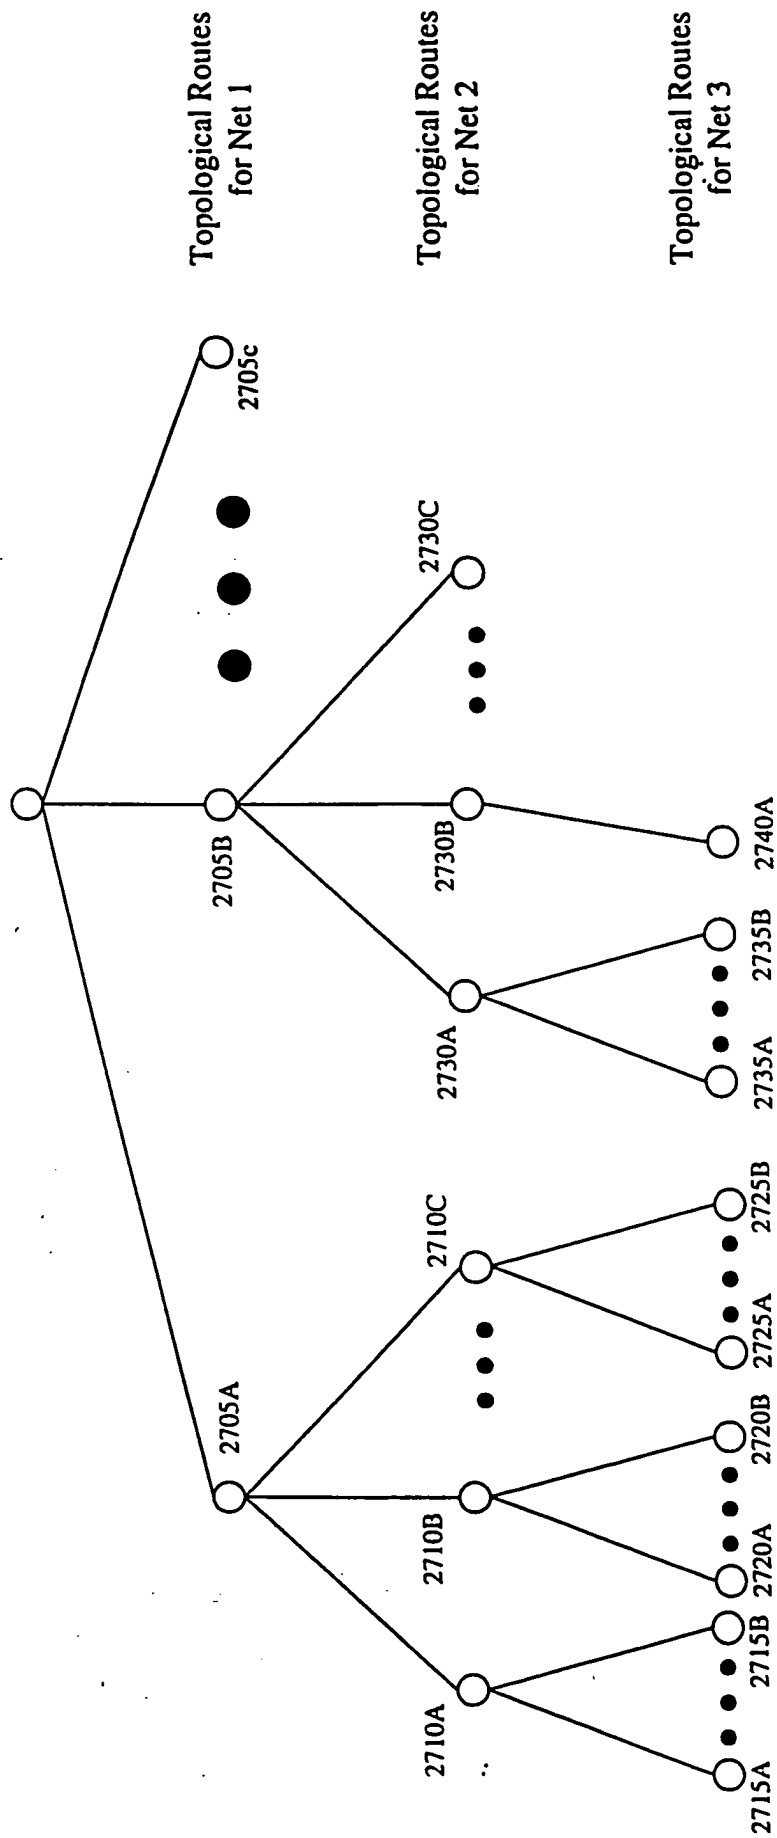 2705A
2705B
2705c
Topological Routes
for Net 1
2710A
2710B
2710C
2730A
2730B
2730C
Topological Routes
for Net 2
2715A
2715B
2720A
2720B
2725A
2725B
2735A
2735B
2740A
Topological Routes
for Net 3